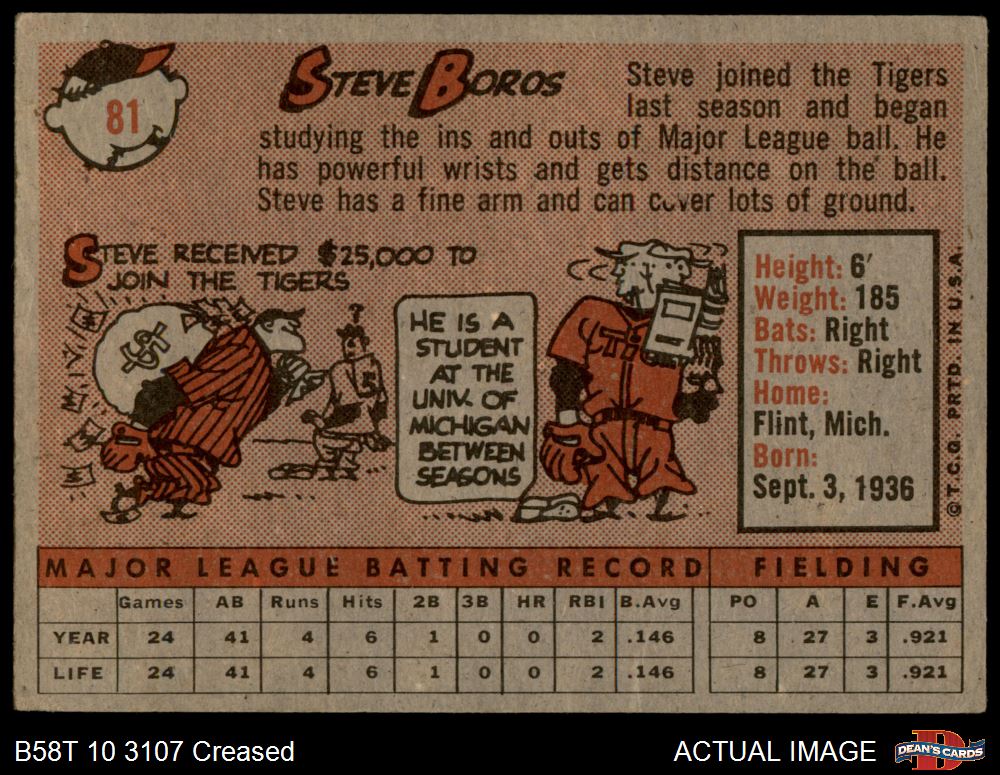 81
STEVE BOROS
Steve joined the Tigers
last season and began
studying the ins and outs of Major League ball. He
has powerful wrists and gets distance on the ball.
Steve has a fine arm and can cover lots of ground.
STEVE RECEIVED $25,000 TO
JOIN THE TIGERS
$
?
HE IS A
STUDENT
AT THE
UNIV. OF
MICHIGAN
BETWEEN
SEASONS
Height: 6'
Weight: 185
Bats: Right
Throws: Right
Home:
Flint, Mich.
Born:
Sept. 3, 1936
© T.C.G. PRTD. IN U.S.A.
MAJOR LEAGUE BATTING RECORD FIELDING
Games AB Runs Hits 2B 3B HR RBI B.Avg PO A E F.Avg
YEAR 24 41 4 6 1 0 0 2 .146 8 27 3 .921
LIFE 24 41 4 6 1 0 0 2 .146 8 27 3 .921
B58T 10 3107 Creased
ACTUAL IMAGE
DEAN'S CARDS